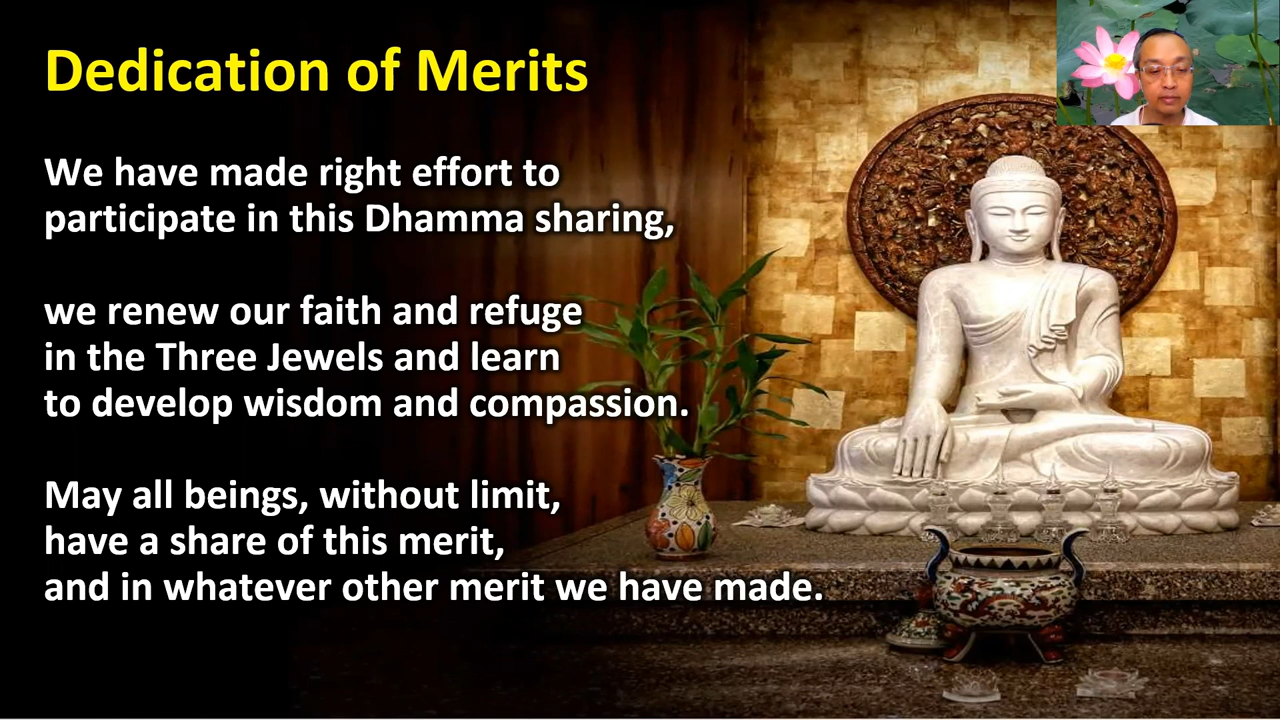 Dedication of Merits
We have made right effort to
participate in this Dhamma sharing,
we renew our faith and refuge
in the Three Jewels and learn
to develop wisdom and compassion.
May all beings, without limit,
have a share of this merit,
and in whatever other merit we have made.